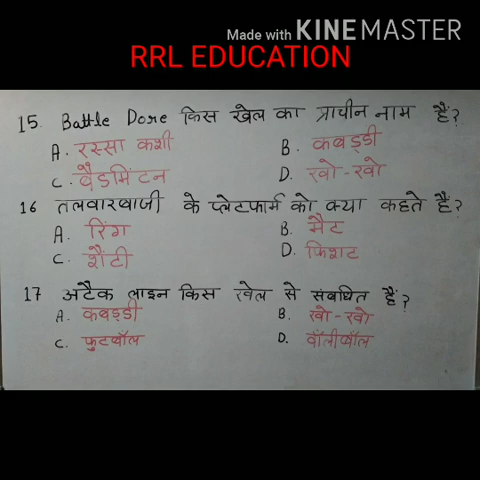 Made with KINEMASTER
RRL EDUCATION
15. Battle Dore किस खेल का प्राचीन नाम है?
A. रस्सा कशी B. कबड्डी
C. बैडमिंटन D. खो-खो
16 तलवारबाजी के प्लेटफार्म को क्या कहते है?
A. रिंग B. मैट
C. शैंटी D. फिशट
17 अटैक लाइन किस खेल से संबधित है?
A. कबड्डी B. खो-खो
C. फुटबॉल D. वॉलीबॉल